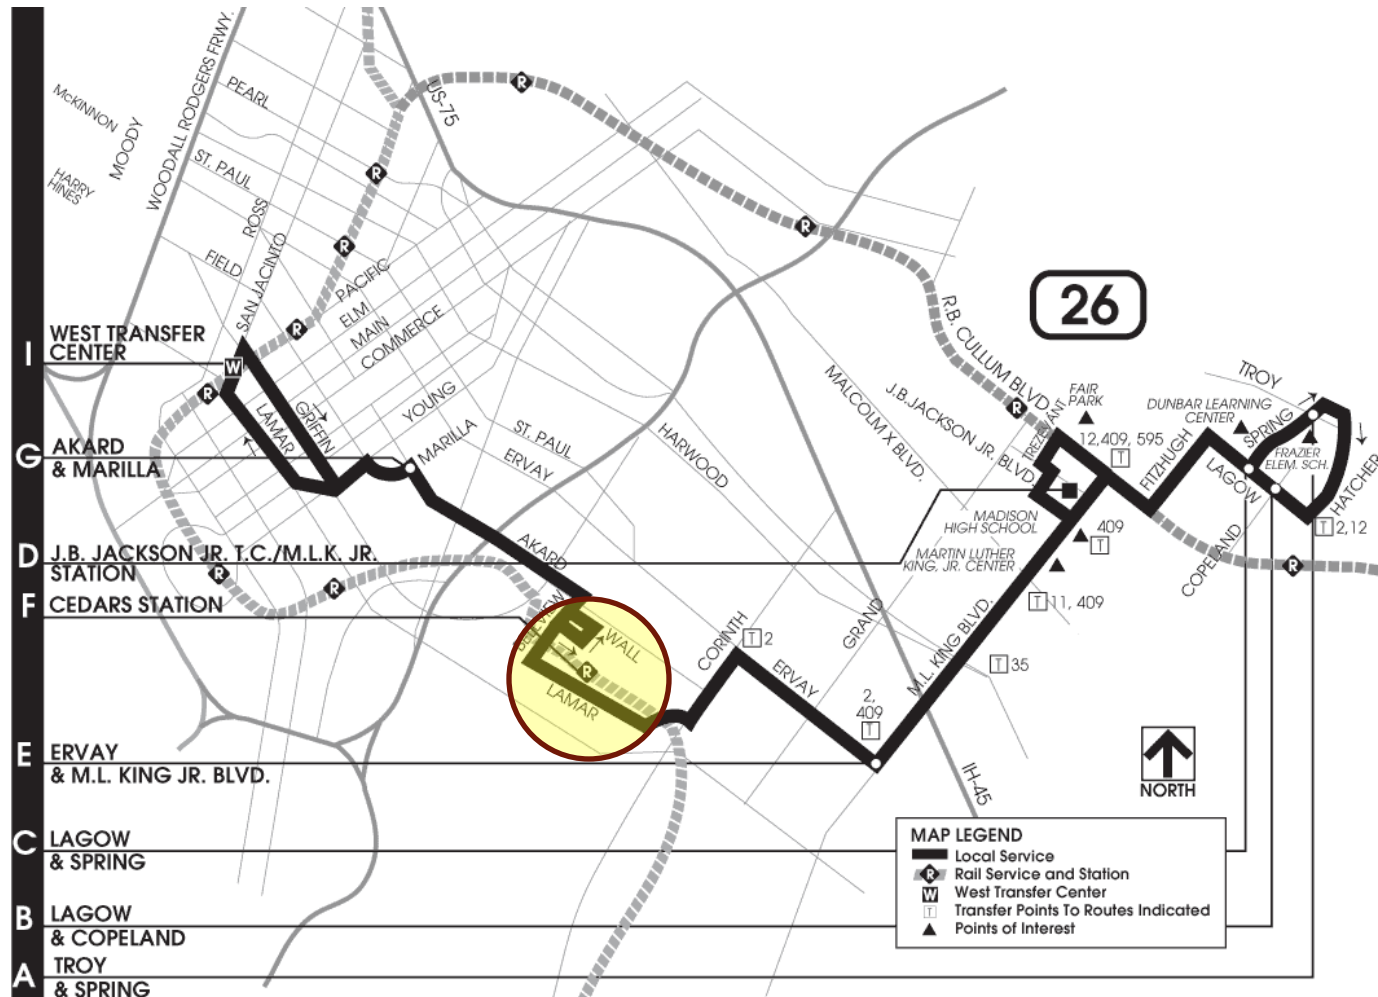 I
WEST TRANSFER
CENTER
G
AKARD
& MARILLA
D
J.B. JACKSON JR. T.C./M.L.K. JR.
STATION
F
CEDARS STATION
E
ERVAY
& M.L. KING JR. BLVD.
C
LAGOW
& SPRING
B
LAGOW
& COPELAND
A
TROY
& SPRING
McKINNON
MOODY
HARRY
HINES
WOODALL RODGERS FRWY.
PEARL
ST. PAUL
ROSS
FIELD
SAN JACINTO
US-75
PACIFIC
ELM
MAIN
COMMERCE
YOUNG
MARILLA
ST. PAUL
ERVAY
HARWOOD
LAMAR
GRIFFIN
W
R
R
R
R
R
R
R
R
R
R
R
R
AKARD
BELLVIEW
WALL
LAMAR
CORINTH
T 2
ERVAY
GRAND
2,
409
T
M.L. KING BLVD.
IH-45
T 35
T 11, 409
409
T
MALCOLM X BLVD.
J.B. JACKSON JR. BLVD.
R.B. CULLUM BLVD.
TREZEVANT
FAIR
PARK
12, 409, 595
T
MADISON
HIGH SCHOOL
MARTIN LUTHER
KING, JR. CENTER
26
TROY
DUNBAR LEARNING
CENTER
SPRING
FITZHUGH
LAGOW
FRAZIER
ELEM. SCH.
HATCHER
T 2,12
COPELAND
NORTH
MAP LEGEND
Local Service
R Rail Service and Station
W West Transfer Center
T Transfer Points To Routes Indicated
Points of Interest